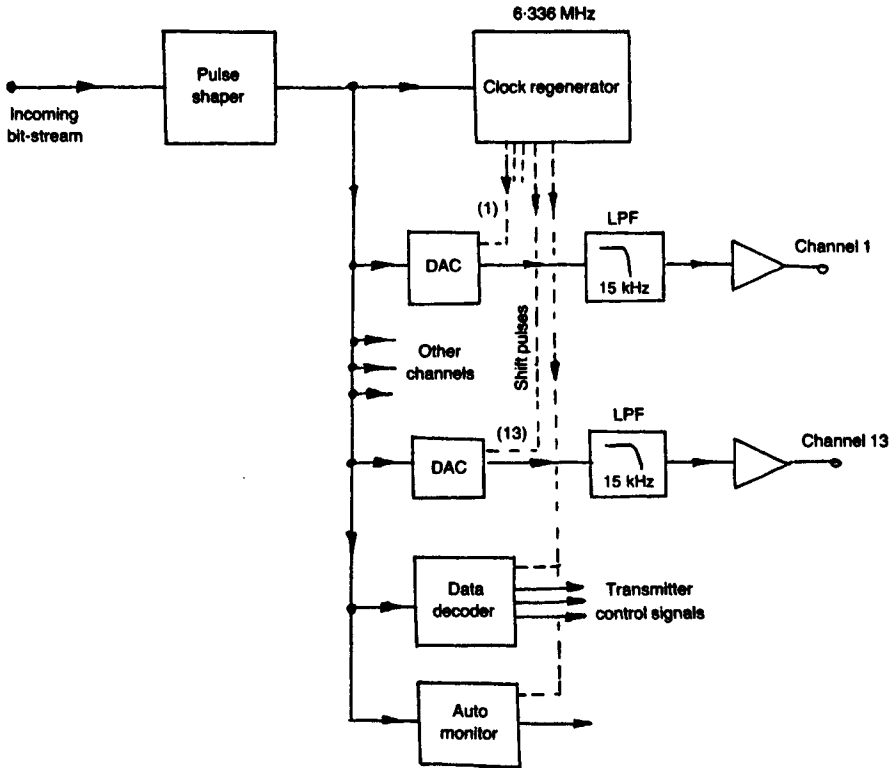 6·336 MHz
Pulse
shaper
Clock regenerator
Incoming
bit-stream
(1)
LPF
DAC
15 kHz
Channel 1
Shift pulses
Other
channels
(13)
LPF
DAC
15 kHz
Channel 13
Data
decoder
Transmitter
control signals
Auto
monitor